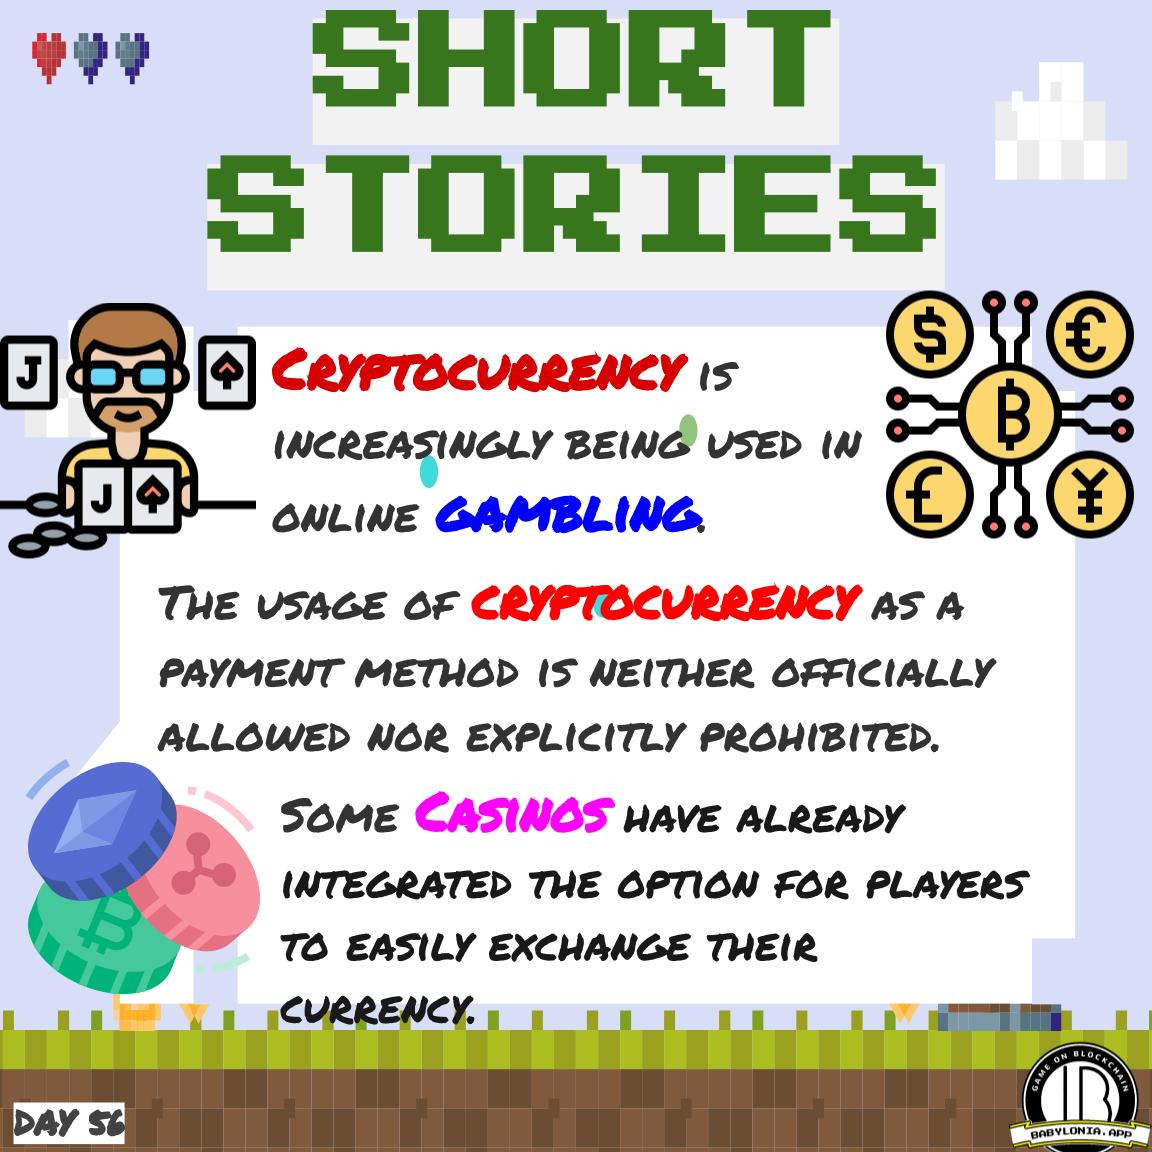 SHORT
STORIES
J
J
$
€
B
£
¥
CRYPTOCURRENCY IS
INCREASINGLY BEING USED IN
ONLINE GAMBLING.
THE USAGE OF CRYPTOCURRENCY AS A
PAYMENT METHOD IS NEITHER OFFICIALLY
ALLOWED NOR EXPLICITLY PROHIBITED.
SOME CASINOS HAVE ALREADY
INTEGRATED THE OPTION FOR PLAYERS
TO EASILY EXCHANGE THEIR
CURRENCY.
DAY 56
GAME ON BLOCKCHAIN
BABYLONIA.APP